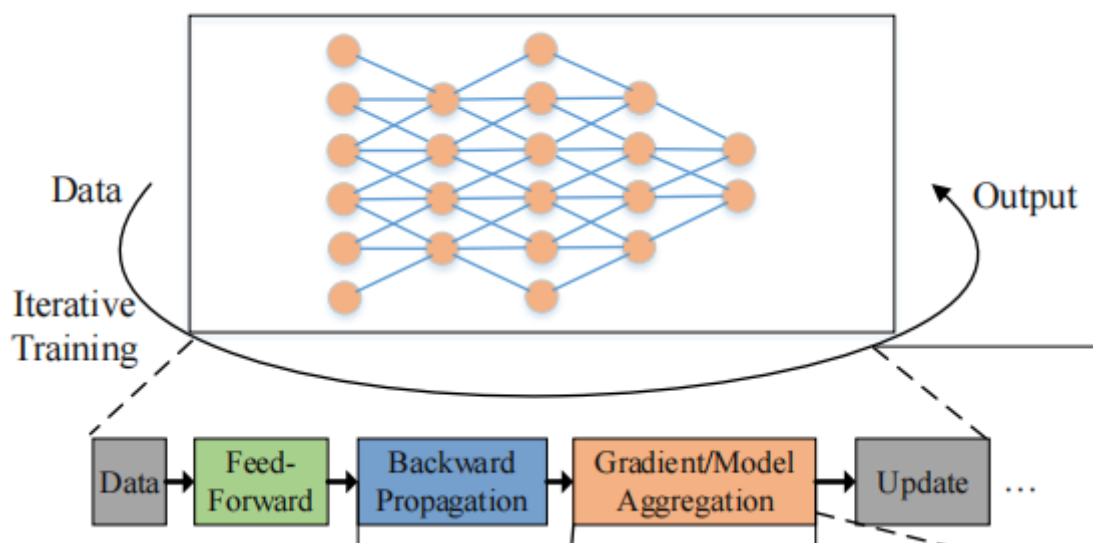 Data
Output
Iterative
Training
Data
Feed-
Forward
Backward
Propagation
Gradient/Model
Aggregation
Update
...